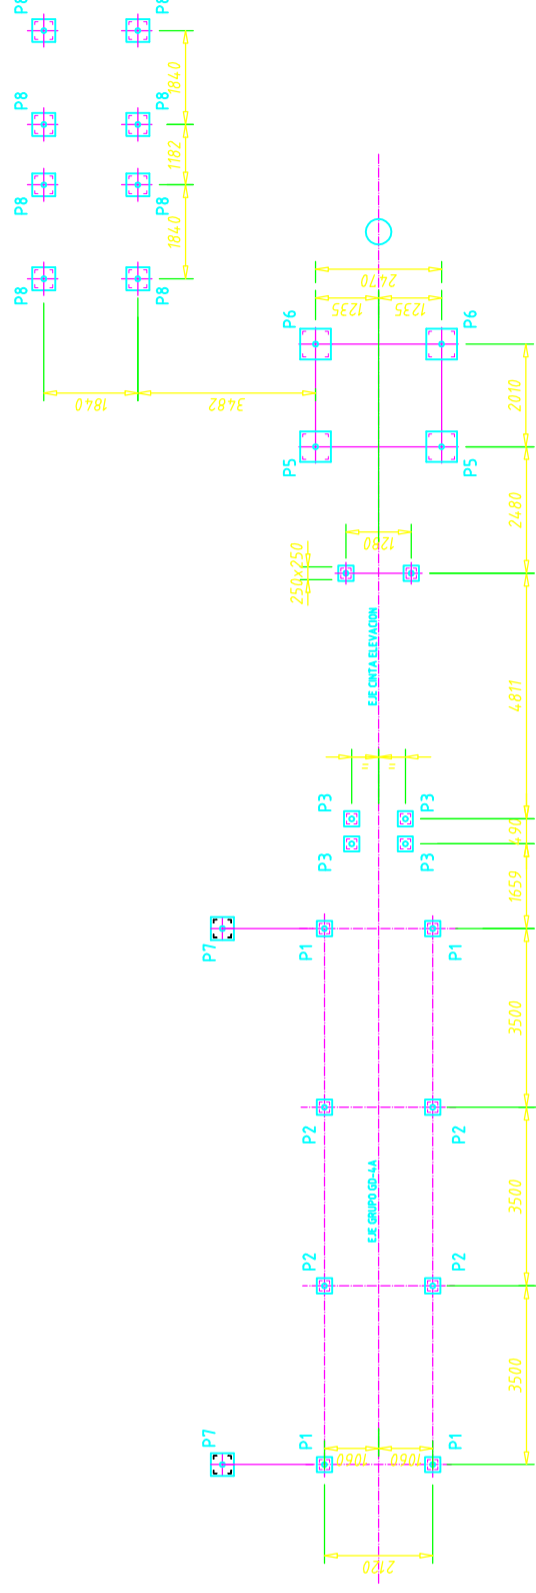 P8
P8
1840
P8
P8
1182
P8
P8
1840
P8
P8
2470
1235
1235
P6
P6
1840
3482
2010
P5
P5
2480
1280
250x250
EJE CINTA ELEVACION
4811
P3
P3
490
P3
P3
1659
P7
P1
P1
3500
P2
P2
EJE GRUPO GD-4A
3500
P2
P2
3500
P7
P1
P1
1060
1060
2120